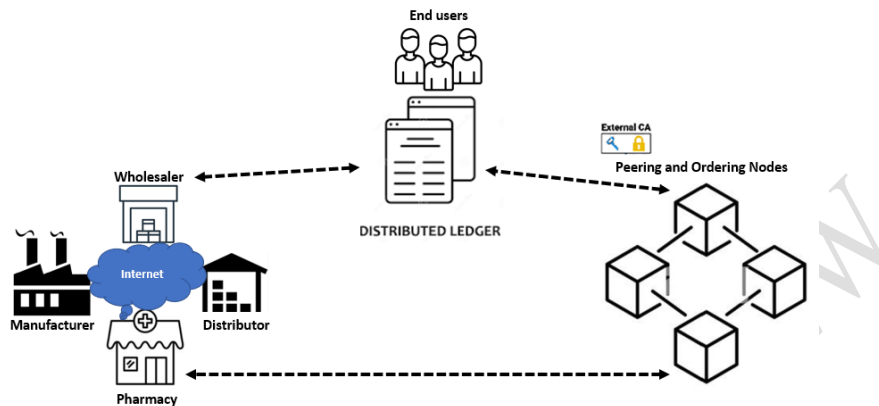 End users
External CA
Peering and Ordering Nodes
Wholesaler
DISTRIBUTED LEDGER
Internet
Manufacturer
Distributor
Pharmacy